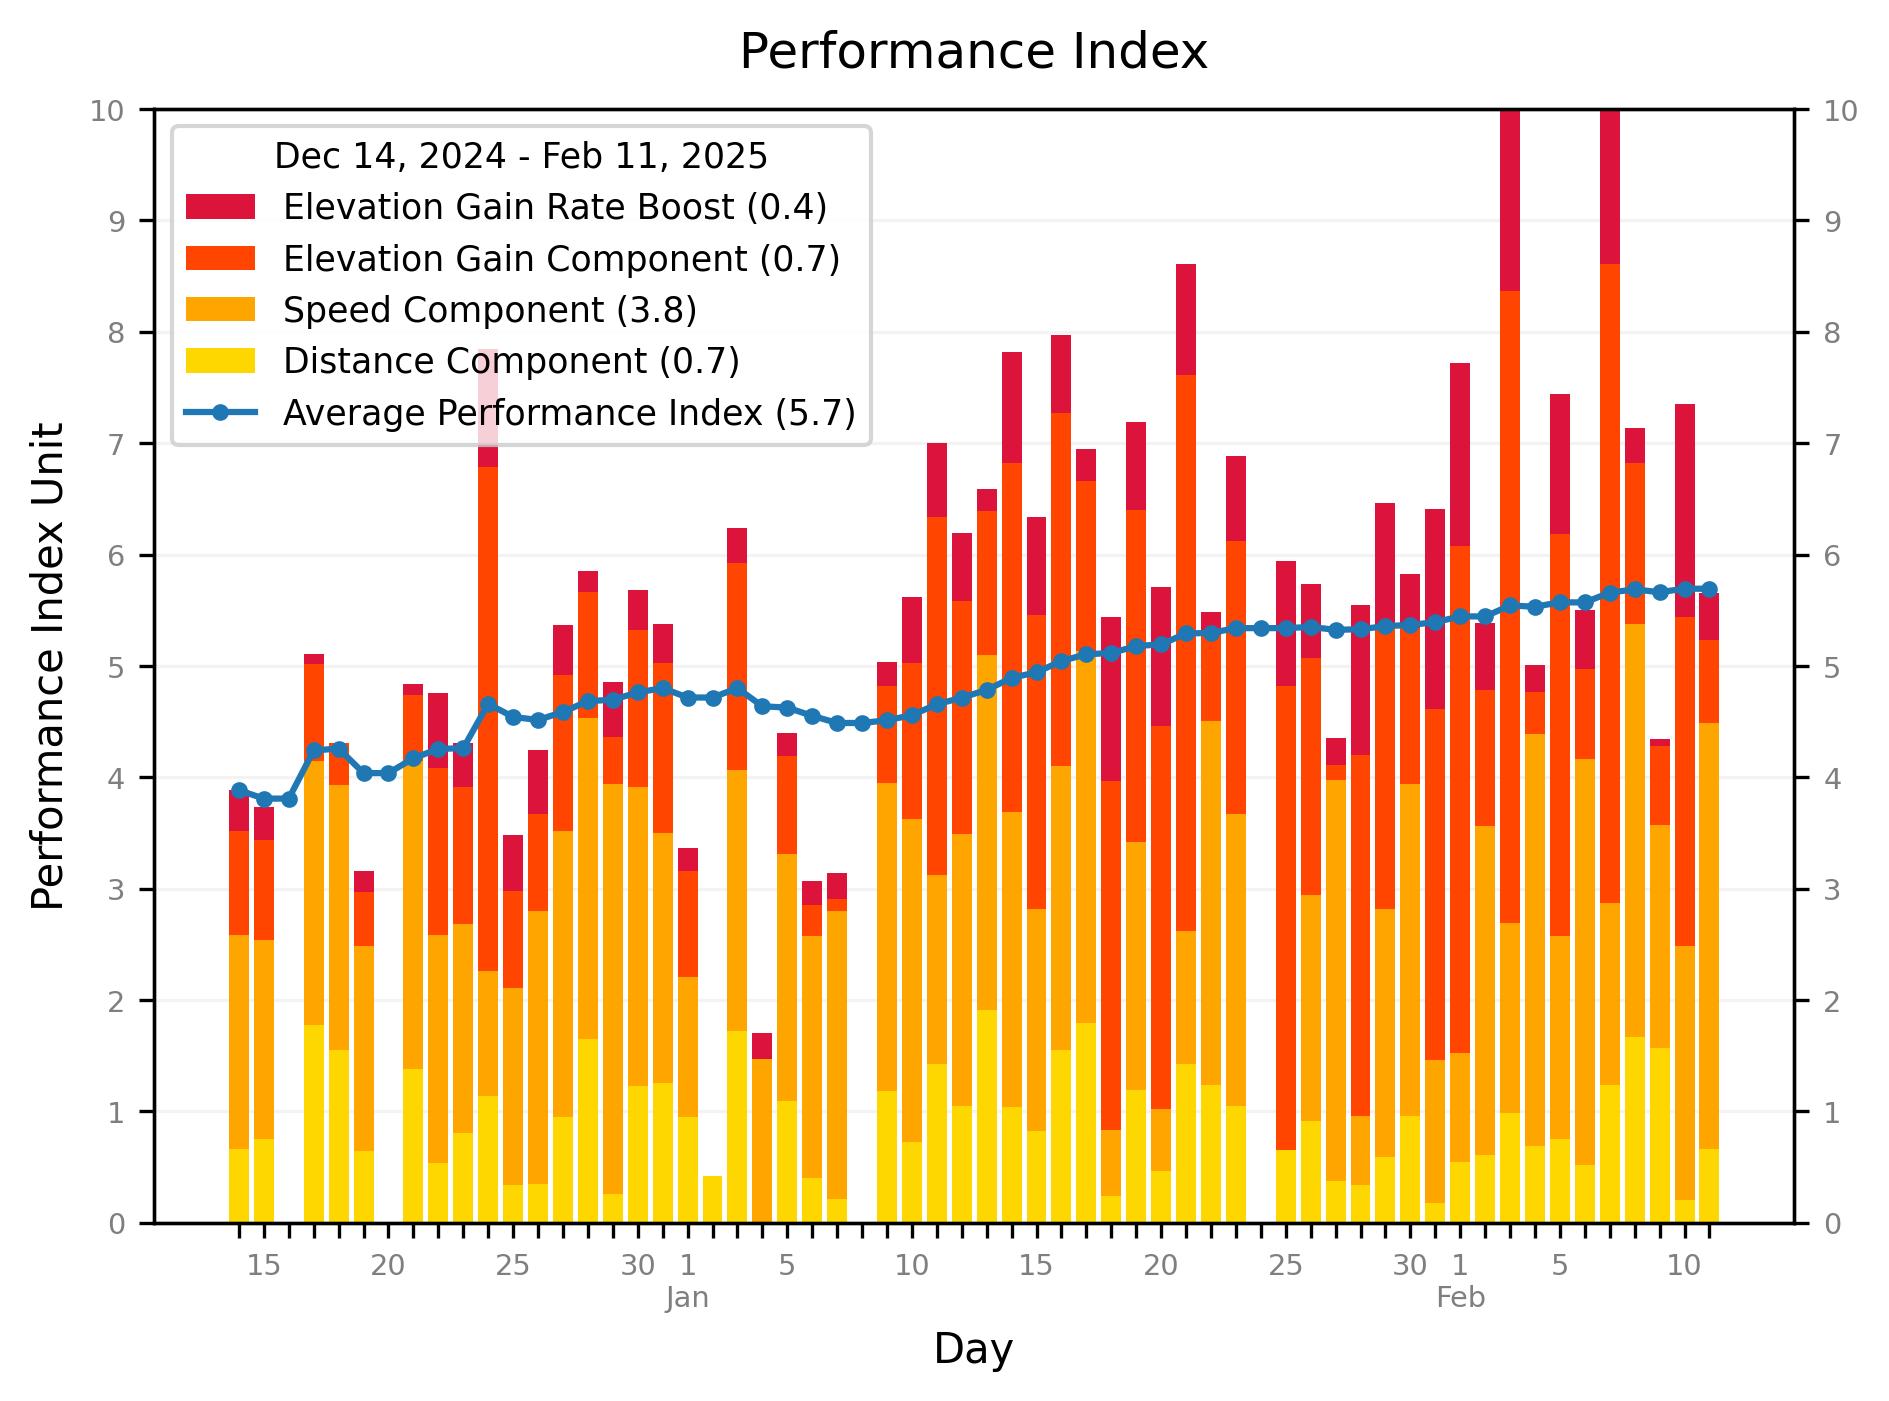 Performance Index
Dec 14, 2024 - Feb 11, 2025
Elevation Gain Rate Boost (0.4)
Elevation Gain Component (0.7)
Speed Component (3.8)
Distance Component (0.7)
Average Performance Index (5.7)
Performance Index Unit
10
9
8
7
6
5
4
3
2
1
0
10
9
8
7
6
5
4
3
2
1
0
15 20 25 30 1 5 10 15 20 25 30 1 5 10
Jan Feb
Day